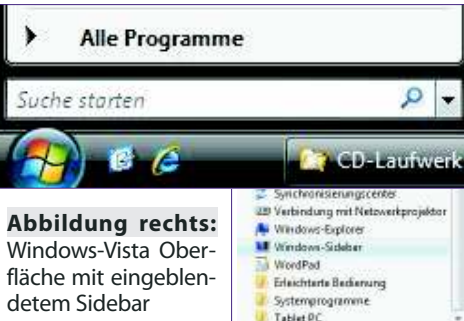 Alle Programme
Suche starten
CD-Laufwerk
Abbildung rechts:
Windows-Vista Ober-
fläche mit eingeblen-
detem Sidebar
Synchronisierungscenter
Verbindung mit Netzwerkprojektor
Windows-Explorer
Windows-Sidebar
WordPad
Erleichterte Bedienung
Systemprogramme
Tablet PC